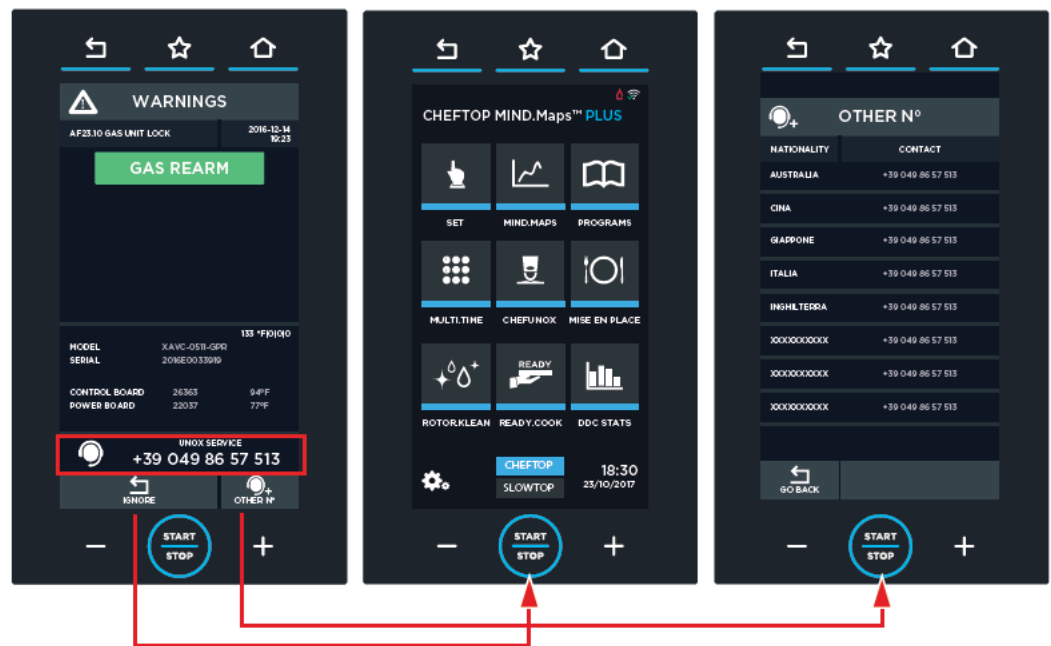 WARNINGS
AF23.10 GAS UNIT LOCK 2016-12-14
19:23
GAS REARM
133 °F|0|0|0
MODEL XAVC-0511-GPR
SERIAL 2016E0033919
CONTROL BOARD 26363 94°F
POWER BOARD 22037 77°F
UNOX SERVICE
+39 049 86 57 513
IGNORE OTHER N°
START
STOP
CHEFTOP MIND.Maps™ PLUS
SET MIND.MAPS PROGRAMS
MULTI.TIME CHEFUNOX MISE EN PLACE
READY
ROTOR.KLEAN READY.COOK DDC STATS
CHEFTOP
SLOWTOP
18:30
23/10/2017
START
STOP
OTHER N°
NATIONALITY CONTACT
AUSTRALIA +39 049 86 57 513
CINA +39 049 86 57 513
GIAPPONE +39 049 86 57 513
ITALIA +39 049 86 57 513
INGHILTERRA +39 049 86 57 513
XXXXXXXXXX +39 049 86 57 513
XXXXXXXXXX +39 049 86 57 513
XXXXXXXXXX +39 049 86 57 513
GO BACK
START
STOP